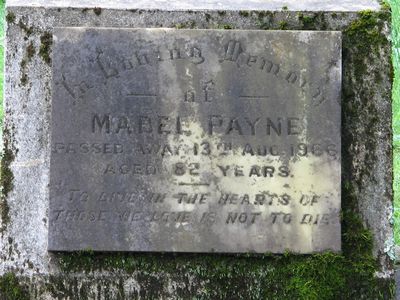 In Loving Memory
of
MABEL PAYNE
PASSED AWAY 13TH AUG. 1966
AGED 82 YEARS.
TO LIVE IN THE HEARTS OF
THOSE WE LOVE IS NOT TO DIE